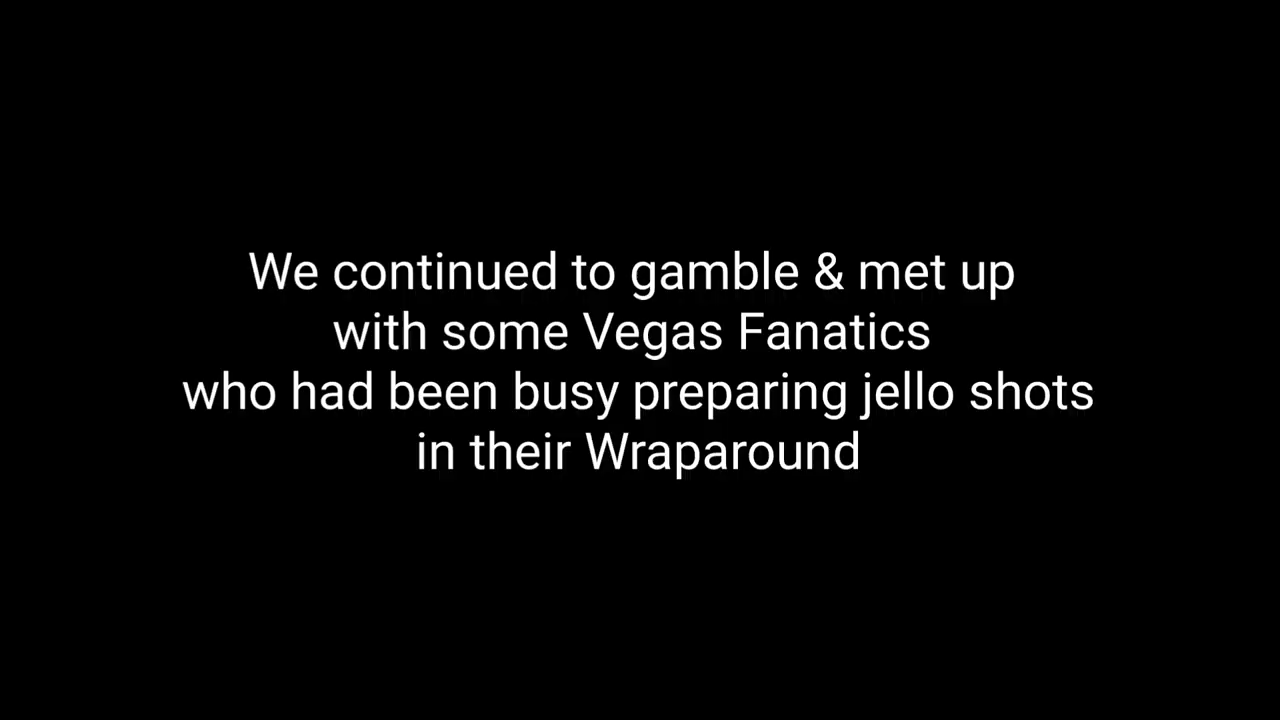 We continued to gamble & met up
with some Vegas Fanatics
who had been busy preparing jello shots
in their Wraparound